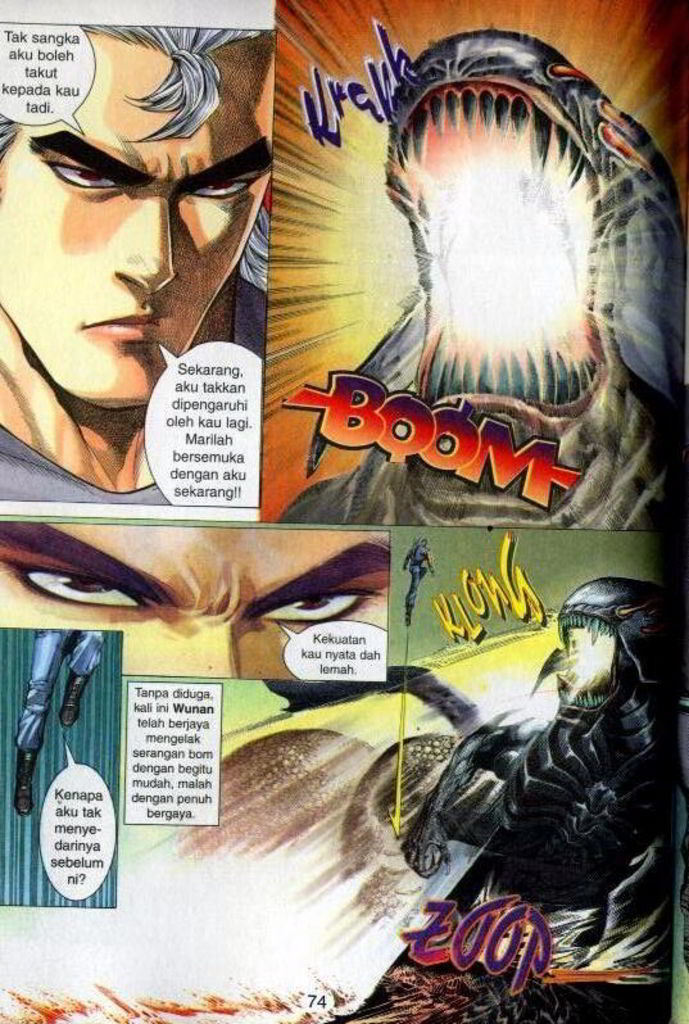 Tak sangka
aku boleh
takut
kepada kau
tadi.
Krakk
Sekarang,
aku takkan
dipengaruhi
oleh kau lagi.
Marilah
bersemuka
dengan aku
sekarang!!
BOOM
Kekuatan
kau nyata dah
lemah.
KLONG
Tanpa diduga,
kali ini Wunan
telah berjaya
mengelak
serangan bom
dengan begitu
mudah, malah
dengan penuh
bergaya.
Kenapa
aku tak
menye-
darinya
sebelum
ni?
ZOOP
74